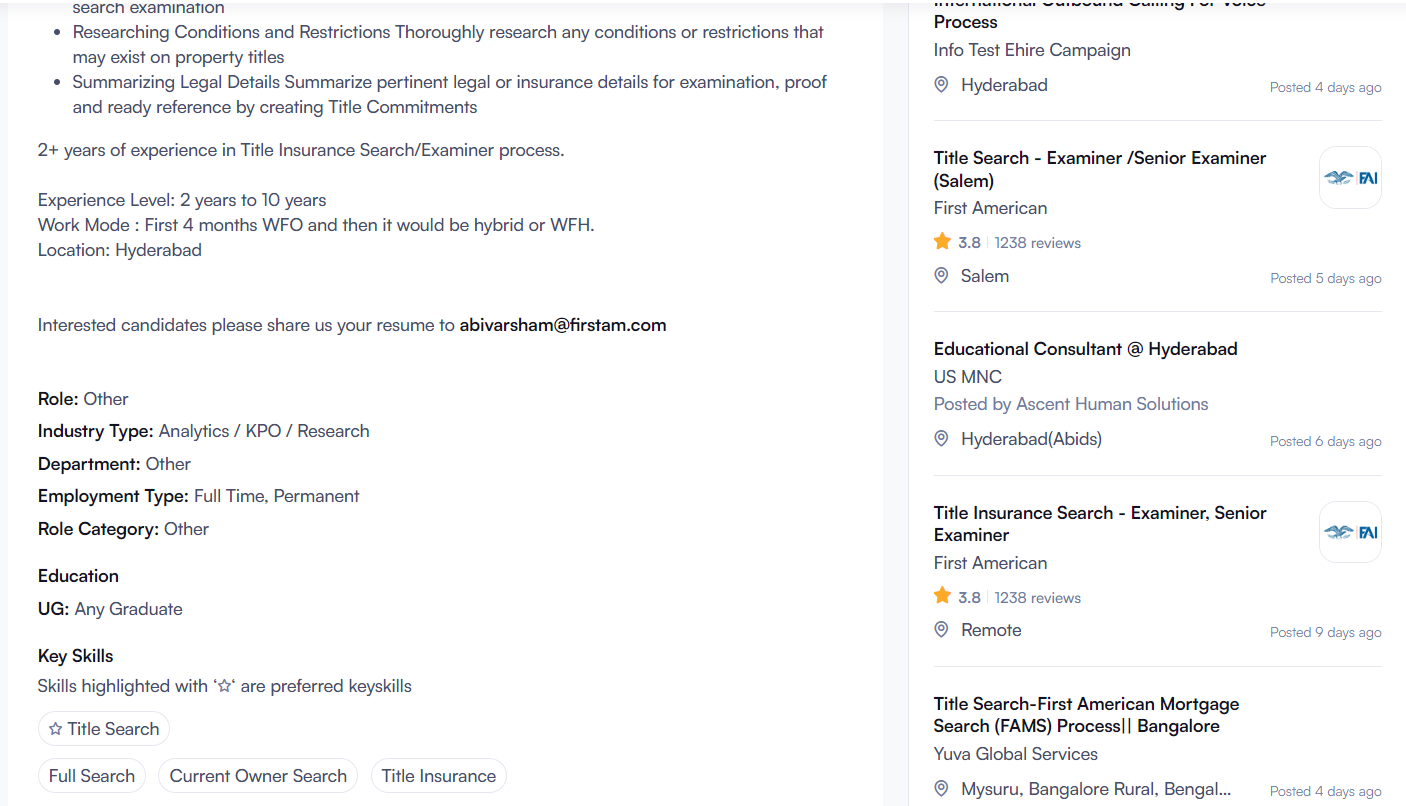 search examination
• Researching Conditions and Restrictions Thoroughly research any conditions or restrictions that
may exist on property titles
• Summarizing Legal Details Summarize pertinent legal or insurance details for examination, proof
and ready reference by creating Title Commitments
2+ years of experience in Title Insurance Search/Examiner process.
Experience Level: 2 years to 10 years
Work Mode : First 4 months WFO and then it would be hybrid or WFH.
Location: Hyderabad
Interested candidates please share us your resume to abivarsham@firstam.com
Role: Other
Industry Type: Analytics / KPO / Research
Department: Other
Employment Type: Full Time, Permanent
Role Category: Other
Education
UG: Any Graduate
Key Skills
Skills highlighted with ‘☆‘ are preferred keyskills
☆ Title Search
Full Search
Current Owner Search
Title Insurance
International Outbound Calling For Voice
Process
Info Test Ehire Campaign
Hyderabad
Posted 4 days ago
Title Search - Examiner /Senior Examiner
(Salem)
FAI
First American
3.8 | 1238 reviews
Salem
Posted 5 days ago
Educational Consultant @ Hyderabad
US MNC
Posted by Ascent Human Solutions
Hyderabad(Abids)
Posted 6 days ago
Title Insurance Search - Examiner, Senior
Examiner
FAI
First American
3.8 | 1238 reviews
Remote
Posted 9 days ago
Title Search-First American Mortgage
Search (FAMS) Process|| Bangalore
Yuva Global Services
Mysuru, Bangalore Rural, Bengal...
Posted 4 days ago